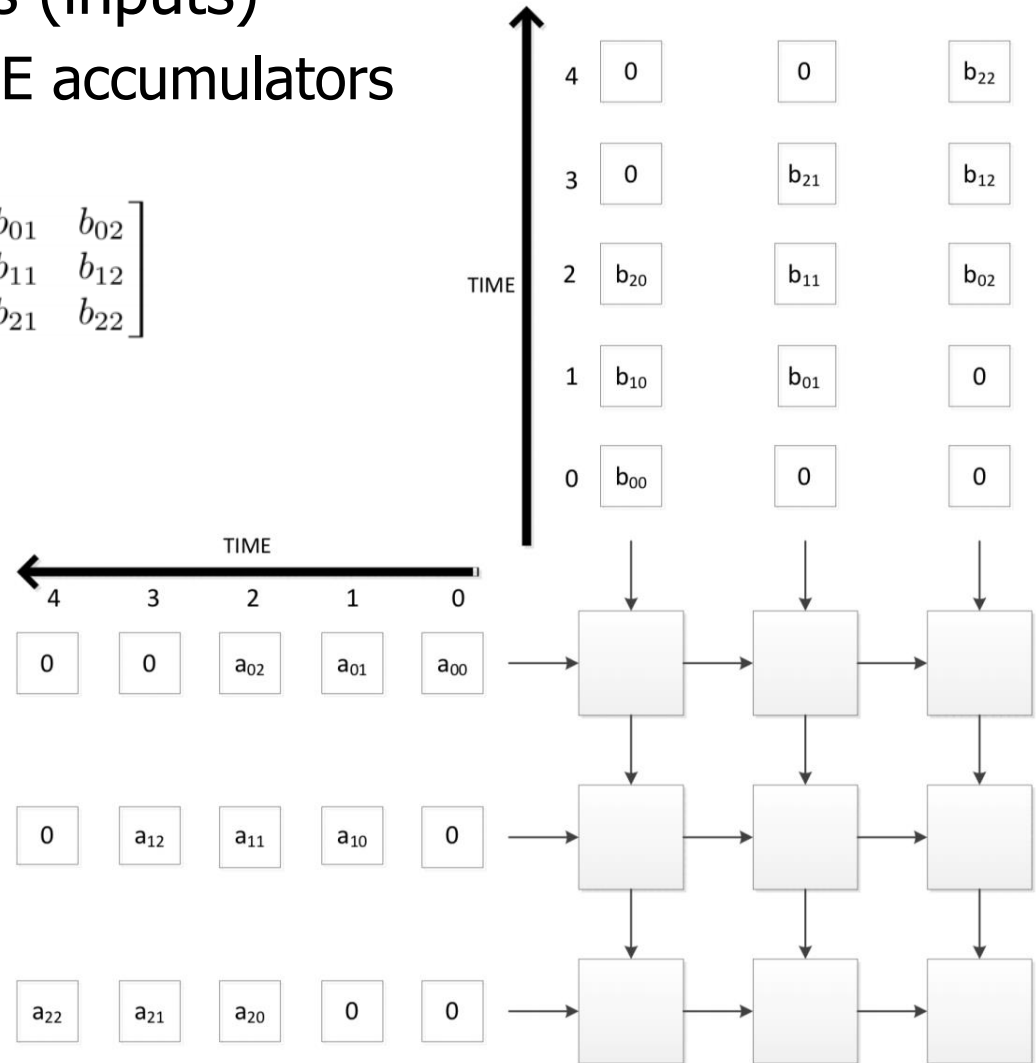 (inputs)
accumulators
4 0 0 b₂₂
3 0 b₂₁ b₁₂
b₀₂
b₁₁ b₁₂
b₂₁ b₂₂
TIME
2 b₂₀ b₁₁ b₀₂
1 b₁₀ b₀₁ 0
0 b₀₀ 0 0
TIME
4 3 2 1 0
0 0 a₀₂ a₀₁ a₀₀
0 a₁₂ a₁₁ a₁₀ 0
a₂₂ a₂₁ a₂₀ 0 0